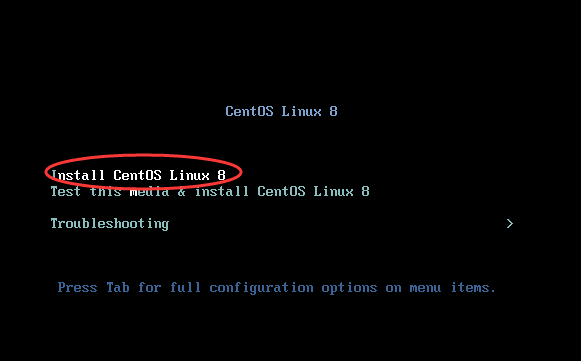 CentOS Linux 8
Install CentOS Linux 8
Test this media & install CentOS Linux 8
Troubleshooting >
Press Tab for full configuration options on menu items.